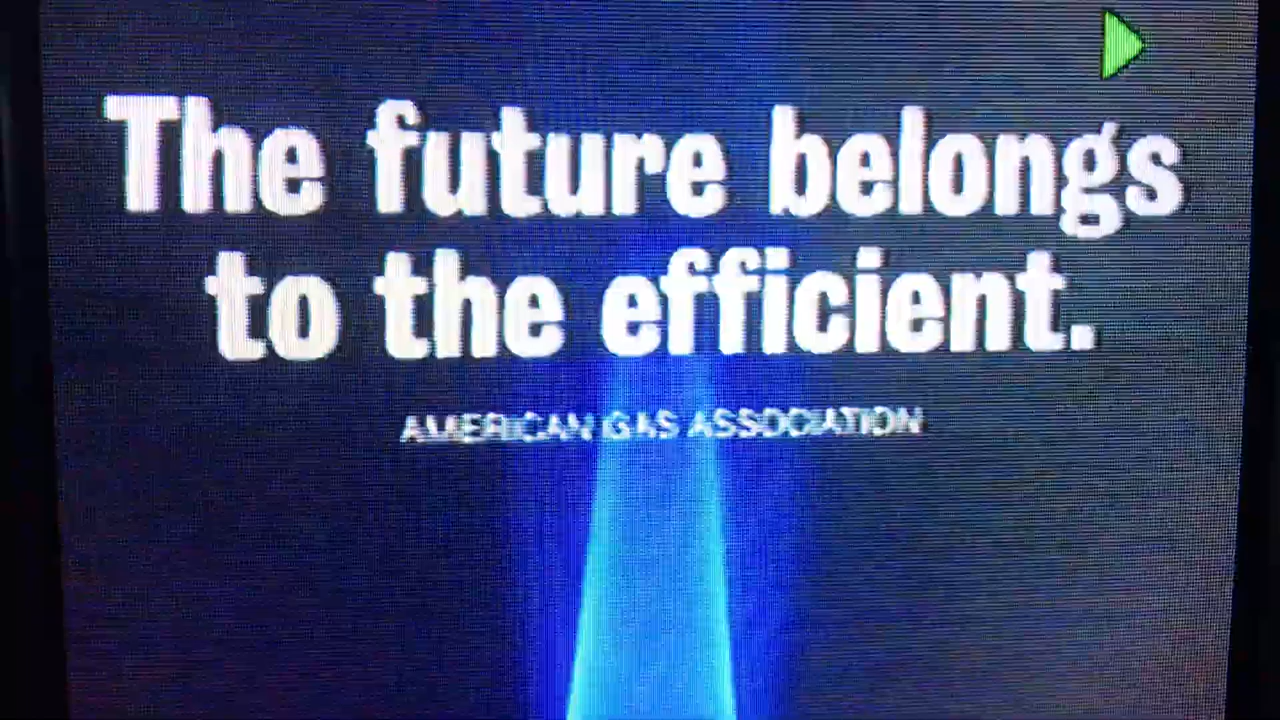 The future belongs
to the efficient.
AMERICAN GAS ASSOCIATION